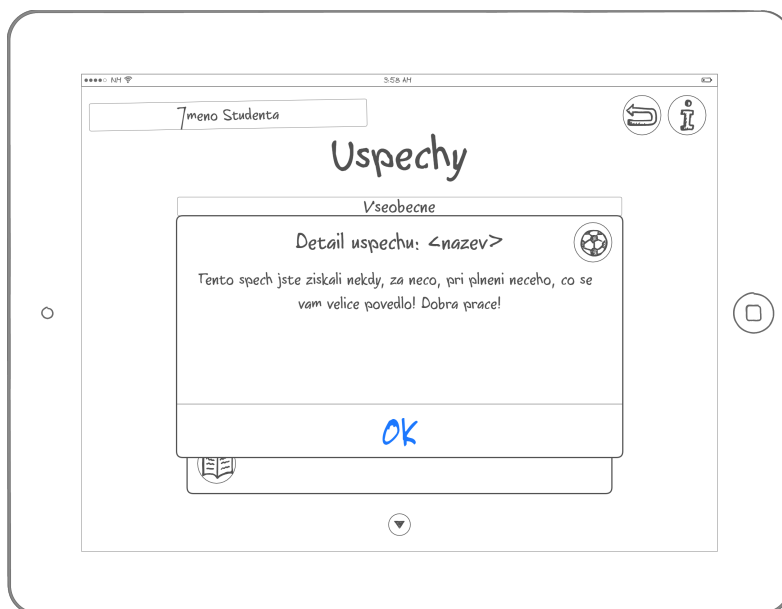 NM 3:58 AM
Jmeno Studenta
Uspechy
Vseobecne
Detail uspechu: <nazev>
Tento spech jste ziskali nekdy, za neco, pri plneni neceho, co se
vam velice povedlo! Dobra prace!
OK